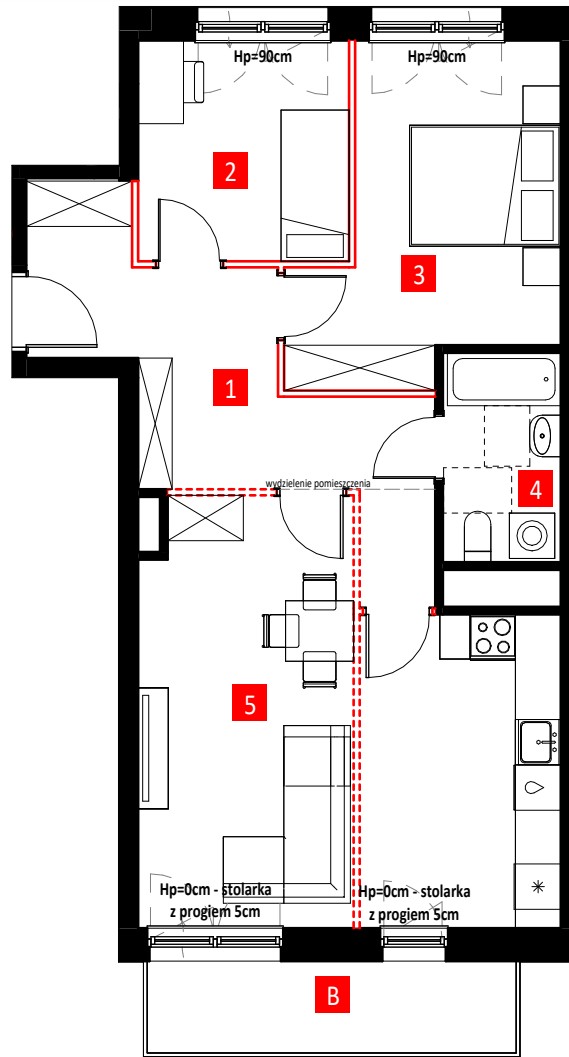 Hp=90cm
Hp=90cm
2
3
1
wydzielenie pomieszczenia
4
5
Hp=0cm - stolarka
z progiem 5cm
Hp=0cm - stolarka
z progiem 5cm
B